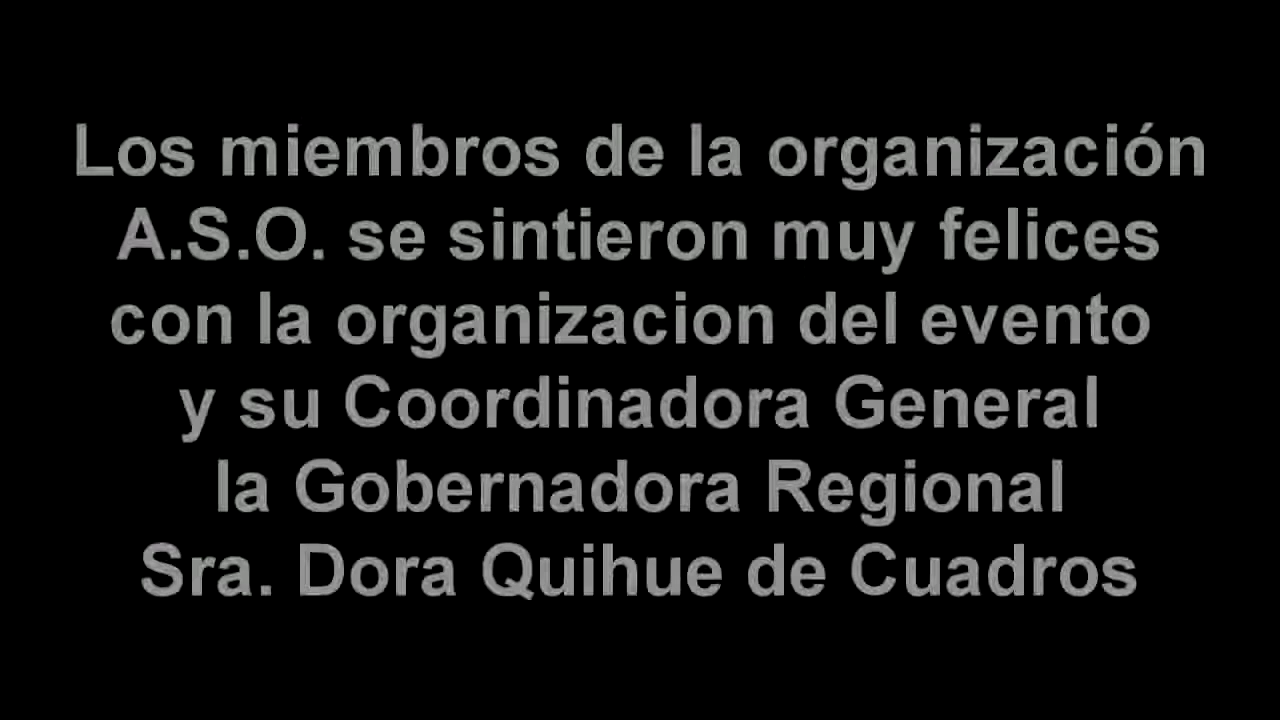 Los miembros de la organización
A.S.O. se sintieron muy felices
con la organizacion del evento
y su Coordinadora General
la Gobernadora Regional
Sra. Dora Quihue de Cuadros